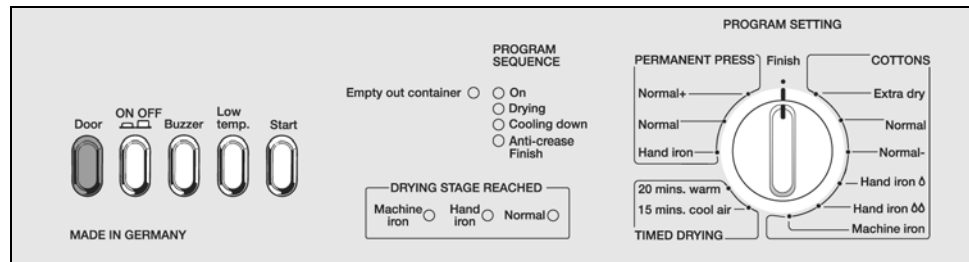 PROGRAM SETTING
PROGRAM
SEQUENCE
Empty out container
On
Drying
Cooling down
Anti-crease
Finish
Door
ON OFF
Buzzer
Low
temp.
Start
DRYING STAGE REACHED
Machine
iron
Hand
iron
Normal
MADE IN GERMANY
PERMANENT PRESS
Finish
COTTONS
Normal+
Normal
Hand iron
20 mins. warm
15 mins. cool air
TIMED DRYING
Extra dry
Normal
Normal-
Hand iron
Hand iron
Machine iron